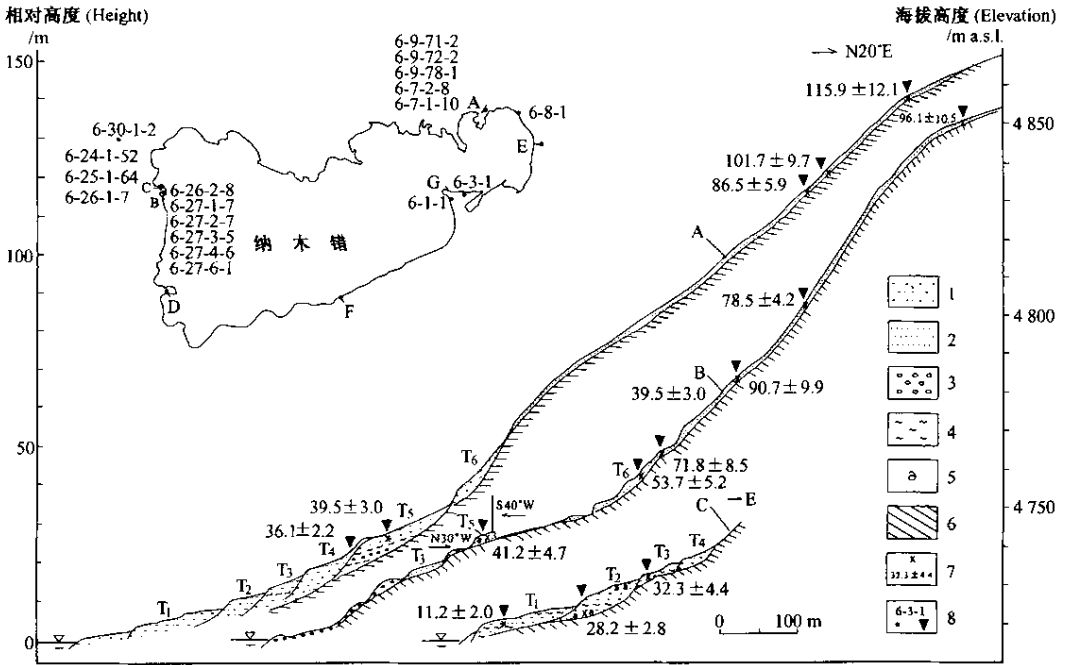 相对高度 (Height)
/m
海拔高度 (Elevation)
/m a.s.l.
N20°E
150
100
50
0
4 850
4 800
4 750
6-9-71-2
6-9-72-2
6-9-78-1
6-7-2-8
6-7-1-10
A
6-8-1
E
6-30-1-2
6-24-1-52
6-25-1-64
6-26-1-7
C
B
6-26-2-8
6-27-1-7
6-27-2-7
6-27-3-5
6-27-4-6
6-27-6-1
纳木错
G
6-3-1
6-1-1
D
F
115.9±12.1
96.1±10.5
101.7±9.7
86.5±5.9
A
78.5±4.2
B
39.5±3.0
90.7±9.9
T6
71.8±8.5
53.7±5.2
T6
39.5±3.0
36.1±2.2
T5
T4
T3
T2
T1
S40°W
T5
N30°W
T3
41.2±4.7
C
E
T4
T3
T2
T1
32.3±4.4
11.2±2.0
28.2±2.8
0 100 m
1
2
3
4
5
6
32.3±4.4
7
6-3-1
8